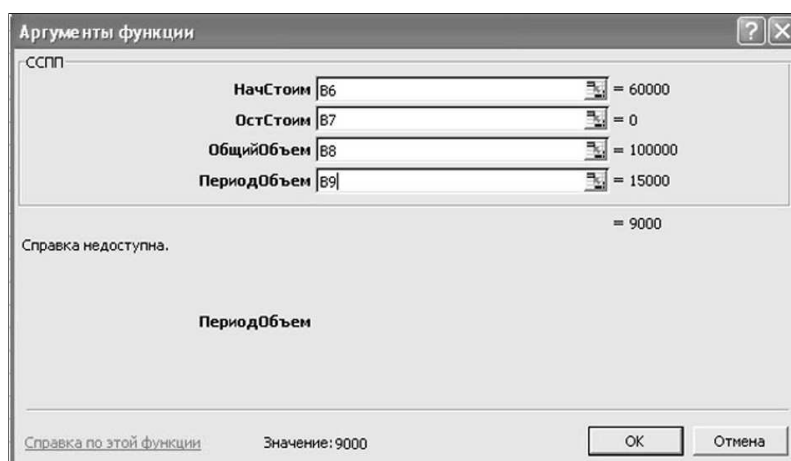 Аргументы функции
ССПП
НачСтоим B6 = 60000
ОстСтоим B7 = 0
ОбщийОбъем B8 = 100000
ПериодОбъем B9 = 15000
= 9000
Справка недоступна.
ПериодОбъем
Справка по этой функции Значение: 9000 OK Отмена